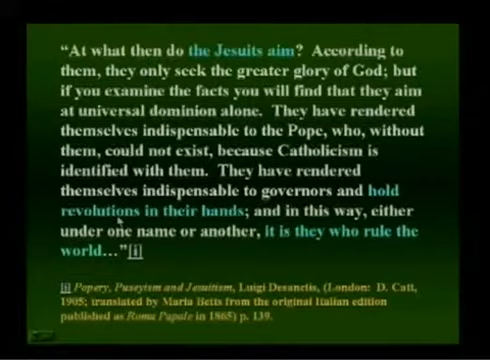 “At what then do the Jesuits aim? According to
them, they only seek the greater glory of God; but
if you examine the facts you will find that they aim
at universal dominion alone. They have rendered
themselves indispensable to the Pope, who, without
them, could not exist, because Catholicism is
identified with them. They have rendered
themselves indispensable to governors and hold
revolutions in their hands; and in this way, either
under one name or another, it is they who rule the
world…”[i]
[i] Popery, Puseyism and Jesuitism, Luigi Desanctis, (London: D. Catt,
1905; translated by Maria Betts from the original Italian edition
published as Roma Papale in 1865) p. 139.